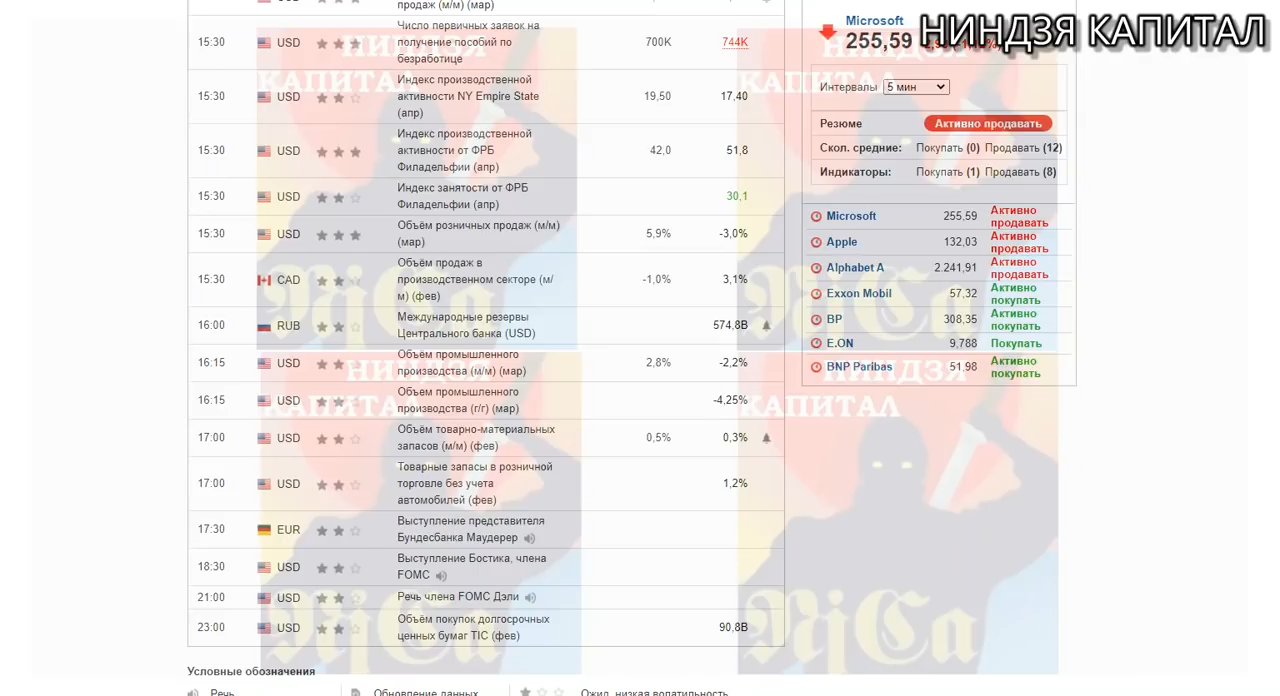 продаж (м/м) (мар)
НИНДЗЯ КАПИТАЛ
Microsoft
255,59
15:30 USD Число первичных заявок на
получение пособий по
безработице 700K 744K
Интервалы 5 мин
15:30 USD Индекс производственной
активности NY Empire State
(апр) 19,50 17,40
Резюме Активно продавать
Скол. средние: Покупать (0) Продавать (12)
Индикаторы: Покупать (1) Продавать (8)
15:30 USD Индекс производственной
активности от ФРБ
Филадельфии (апр) 42,0 51,8
15:30 USD Индекс занятости от ФРБ
Филадельфии (апр) 30,1
15:30 USD Объём розничных продаж (м/м)
(мар) 5,9% -3,0%
15:30 CAD Объём продаж в
производственном секторе (м/
м) (фев) -1,0% 3,1%
16:00 RUB Международные резервы
Центрального банка (USD) 574,8B
16:15 USD Объём промышленного
производства (м/м) (мар) 2,8% -2,2%
16:15 USD Объем промышленного
производства (г/г) (мар) -4,25%
17:00 USD Объём товарно-материальных
запасов (м/м) (фев) 0,5% 0,3%
17:00 USD Товарные запасы в розничной
торговле без учета
автомобилей (фев) 1,2%
17:30 EUR Выступление представителя
Бундесбанка Маудерер
18:30 USD Выступление Бостика, члена
FOMC
21:00 USD Речь члена FOMC Дэли
23:00 USD Объём покупок долгосрочных
ценных бумаг TIC (фев) 90,8B
Microsoft 255,59 Активно
продавать
Apple 132,03 Активно
продавать
Alphabet A 2.241,91 Активно
продавать
Exxon Mobil 57,32 Активно
покупать
BP 308,35 Активно
покупать
E.ON 9,788 Покупать
BNP Paribas 51,98 Активно
покупать
НИНДЗЯ
КАПИТАЛ
NjCa
НИНДЗЯ
КАПИТАЛ
NjCa
НИНДЗЯ
КАПИТАЛ
NjCa
НИНДЗЯ
КАПИТАЛ
NjCa
Условные обозначения
Речь Обновление данных Ожид. низкая волатильность